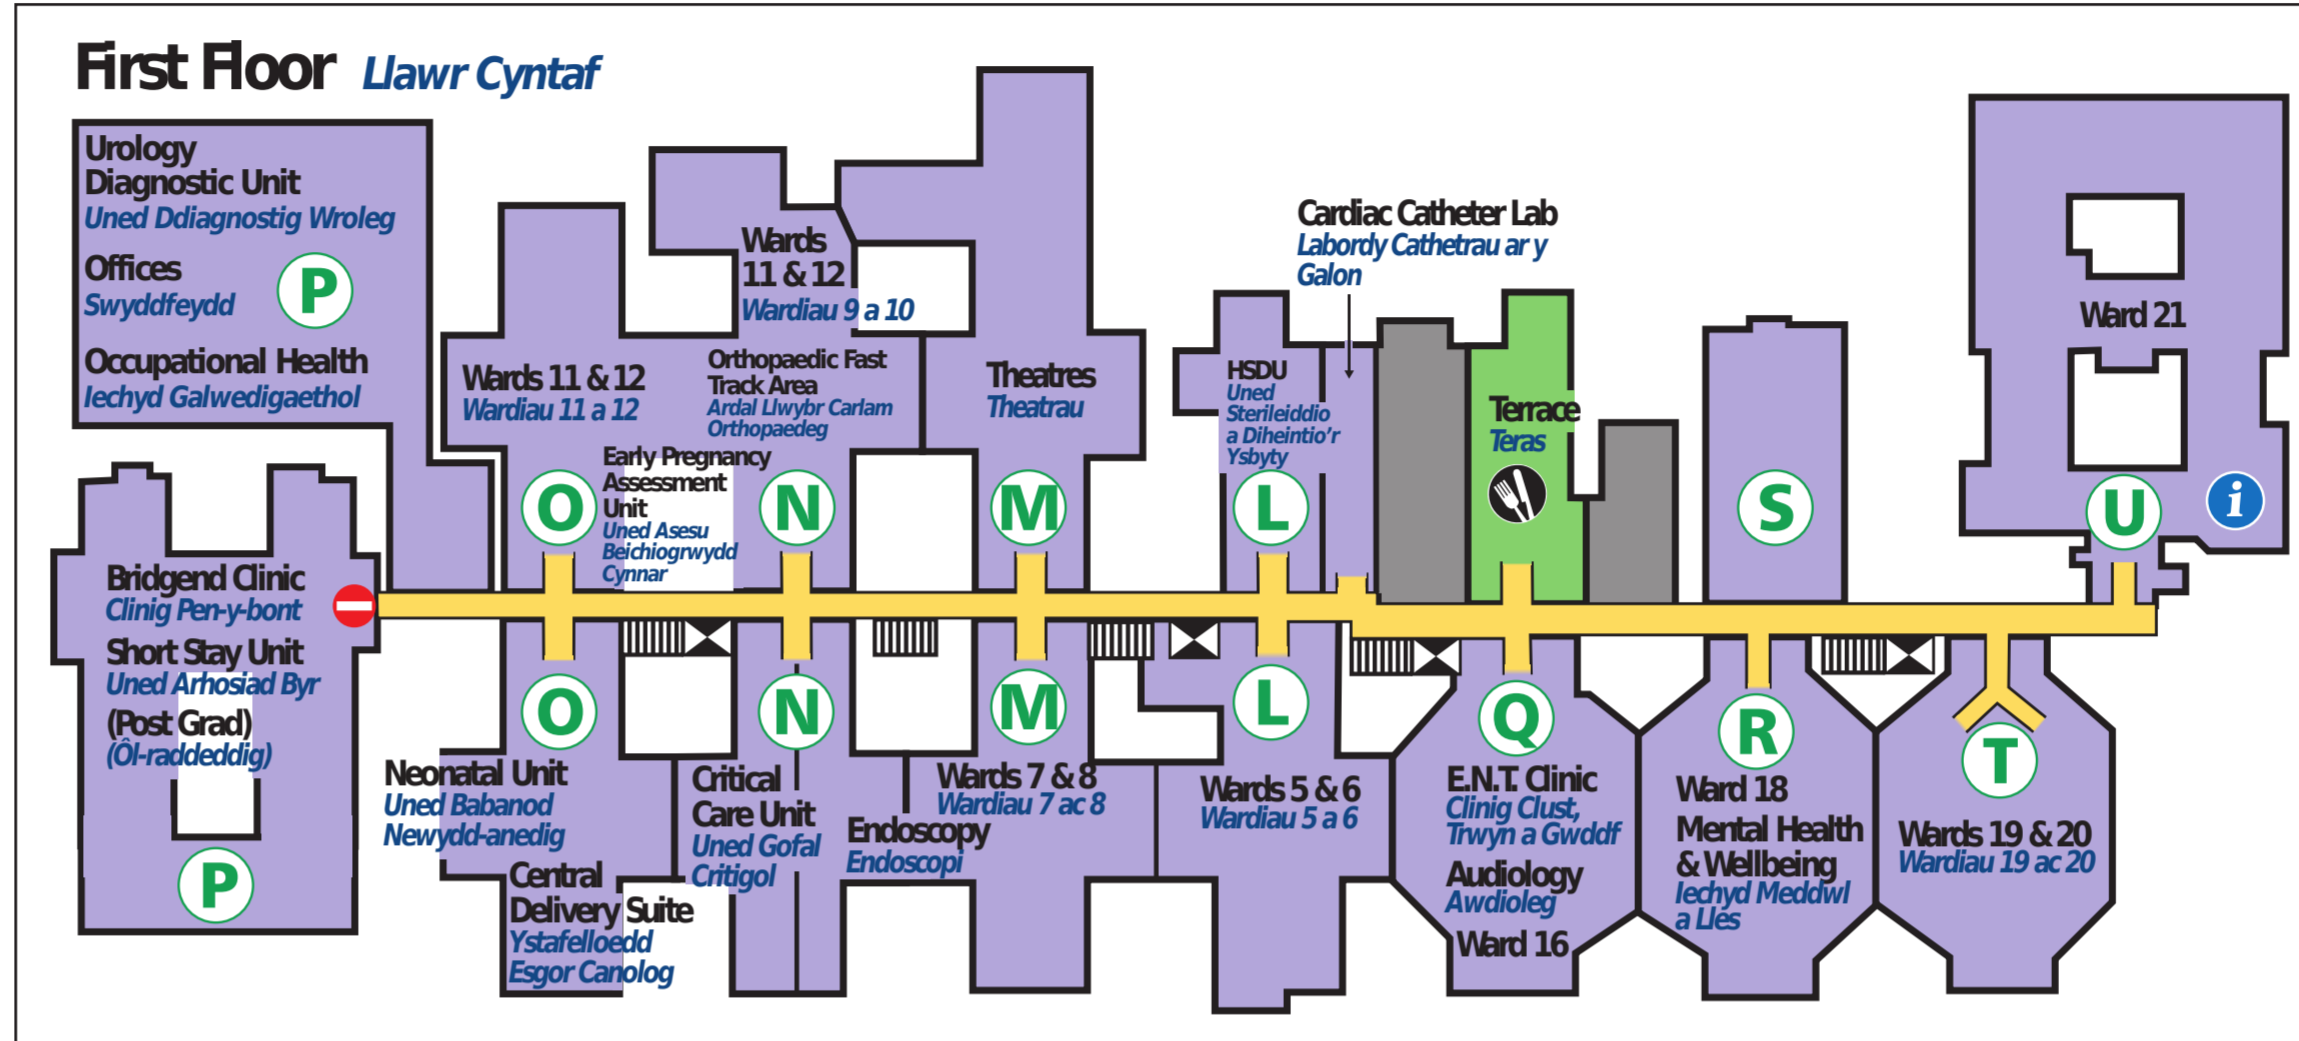 First Floor Llawr Cyntaf
Urology
Diagnostic Unit
Uned Ddiagnostig Wroleg
Offices
Swyddfeydd
P
Occupational Health
Iechyd Galwedigaethol
Wards
11 & 12
Wardiau 9 a 10
Wards 11 & 12
Wardiau 11 a 12
Orthopaedic Fast
Track Area
Ardal Llwybr Carlam
Orthopaedeg
Early Pregnancy
Assessment
Unit
Uned Asesu
Beichiogrwydd
Cynnar
O
N
Theatres
Theatrau
M
HSDU
Uned
Sterileiddio
a Diheintio'r
Ysbyty
L
Cardiac Catheter Lab
Labordy Cathetrau ar y
Galon
Terrace
Teras
S
Ward 21
U
i
Bridgend Clinic
Clinig Pen-y-bont
Short Stay Unit
Uned Arhosiad Byr
(Post Grad)
(Ôl-raddeddig)
P
O
Neonatal Unit
Uned Babanod
Newydd-anedig
Central
Delivery Suite
Ystafelloedd
Esgor Canolog
N
Critical
Care Unit
Uned Gofal
Critigol
Endoscopy
Endoscopi
M
Wards 7 & 8
Wardiau 7 ac 8
L
Wards 5 & 6
Wardiau 5 a 6
Q
E.N.T. Clinic
Clinig Clust,
Trwyn a Gwddf
Audiology
Awdioleg
Ward 16
R
Ward 18
Mental Health
& Wellbeing
Iechyd Meddwl
a Lles
T
Wards 19 & 20
Wardiau 19 ac 20